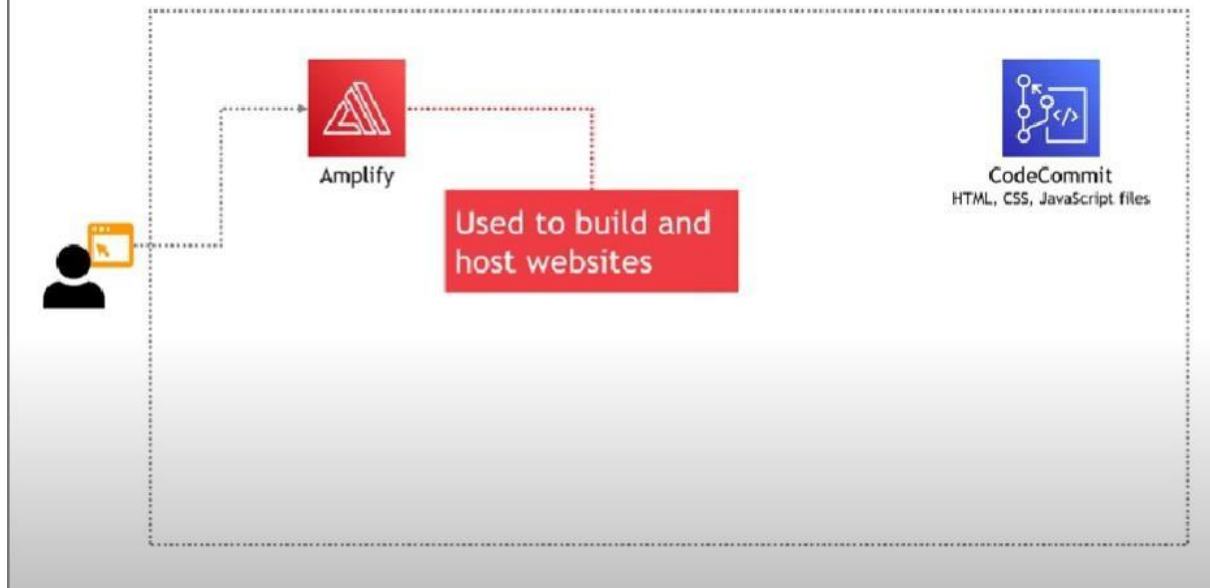 Amplify
Used to build and
host websites
CodeCommit
HTML, CSS, JavaScript files